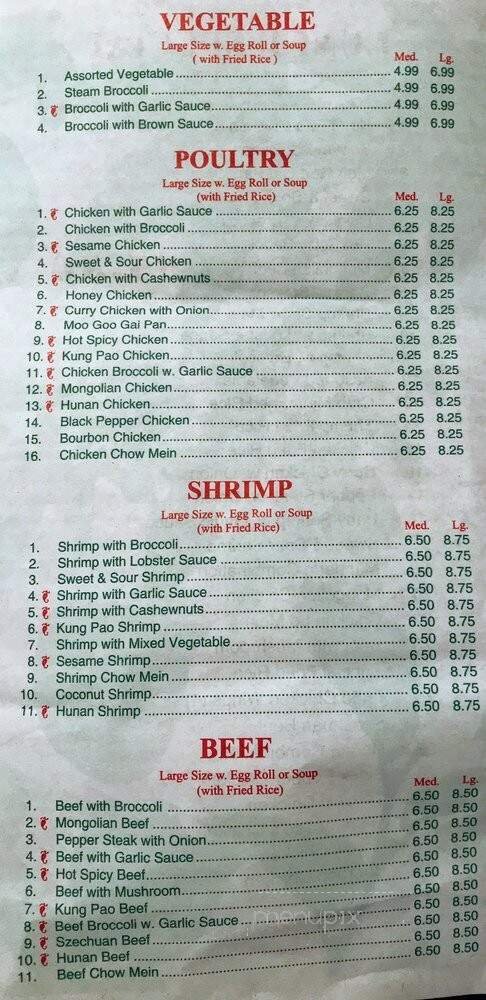 VEGETABLE
Large Size w. Egg Roll or Soup
( with Fried Rice )
Med. Lg.
1. Assorted Vegetable 4.99 6.99
2. Steam Broccoli 4.99 6.99
3. Broccoli with Garlic Sauce 4.99 6.99
4. Broccoli with Brown Sauce 4.99 6.99
POULTRY
Large Size w. Egg Roll or Soup
(with Fried Rice)
Med. Lg.
1. Chicken with Garlic Sauce 6.25 8.25
2. Chicken with Broccoli 6.25 8.25
3. Sesame Chicken 6.25 8.25
4. Sweet & Sour Chicken 6.25 8.25
5. Chicken with Cashewnuts 6.25 8.25
6. Honey Chicken 6.25 8.25
7. Curry Chicken with Onion 6.25 8.25
8. Moo Goo Gai Pan 6.25 8.25
9. Hot Spicy Chicken 6.25 8.25
10. Kung Pao Chicken 6.25 8.25
11. Chicken Broccoli w. Garlic Sauce 6.25 8.25
12. Mongolian Chicken 6.25 8.25
13. Hunan Chicken 6.25 8.25
14. Black Pepper Chicken 6.25 8.25
15. Bourbon Chicken 6.25 8.25
16. Chicken Chow Mein 6.25 8.25
SHRIMP
Large Size w. Egg Roll or Soup
(with Fried Rice)
Med. Lg.
1. Shrimp with Broccoli 6.50 8.75
2. Shrimp with Lobster Sauce 6.50 8.75
3. Sweet & Sour Shrimp 6.50 8.75
4. Shrimp with Garlic Sauce 6.50 8.75
5. Shrimp with Cashewnuts 6.50 8.75
6. Kung Pao Shrimp 6.50 8.75
7. Shrimp with Mixed Vegetable 6.50 8.75
8. Sesame Shrimp 6.50 8.75
9. Shrimp Chow Mein 6.50 8.75
10. Coconut Shrimp 6.50 8.75
11. Hunan Shrimp 6.50 8.75
BEEF
Large Size w. Egg Roll or Soup
(with Fried Rice)
Med. Lg.
1. Beef with Broccoli 6.50 8.50
2. Mongolian Beef 6.50 8.50
3. Pepper Steak with Onion 6.50 8.50
4. Beef with Garlic Sauce 6.50 8.50
5. Hot Spicy Beef 6.50 8.50
6. Beef with Mushroom 6.50 8.50
7. Kung Pao Beef 6.50 8.50
8. Beef Broccoli w. Garlic Sauce 6.50 8.50
9. Szechuan Beef 6.50 8.50
10. Hunan Beef 6.50 8.50
11. Beef Chow Mein 6.50 8.50
menupix